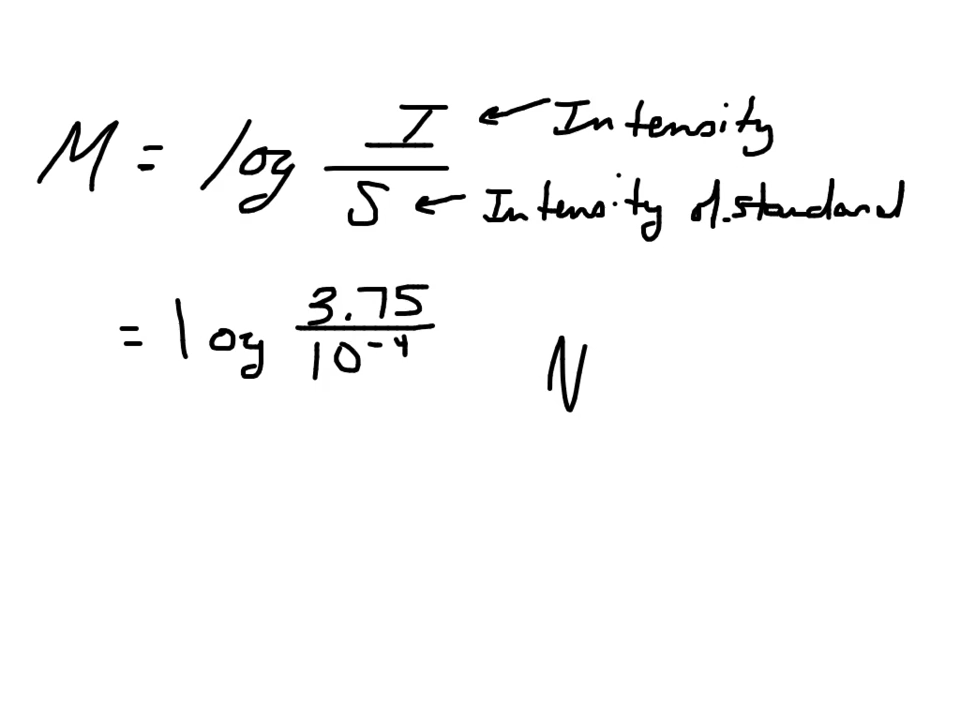 M = log I/S ← Intensity
← Intensity of standard
= log 3.75/10⁻⁴ N